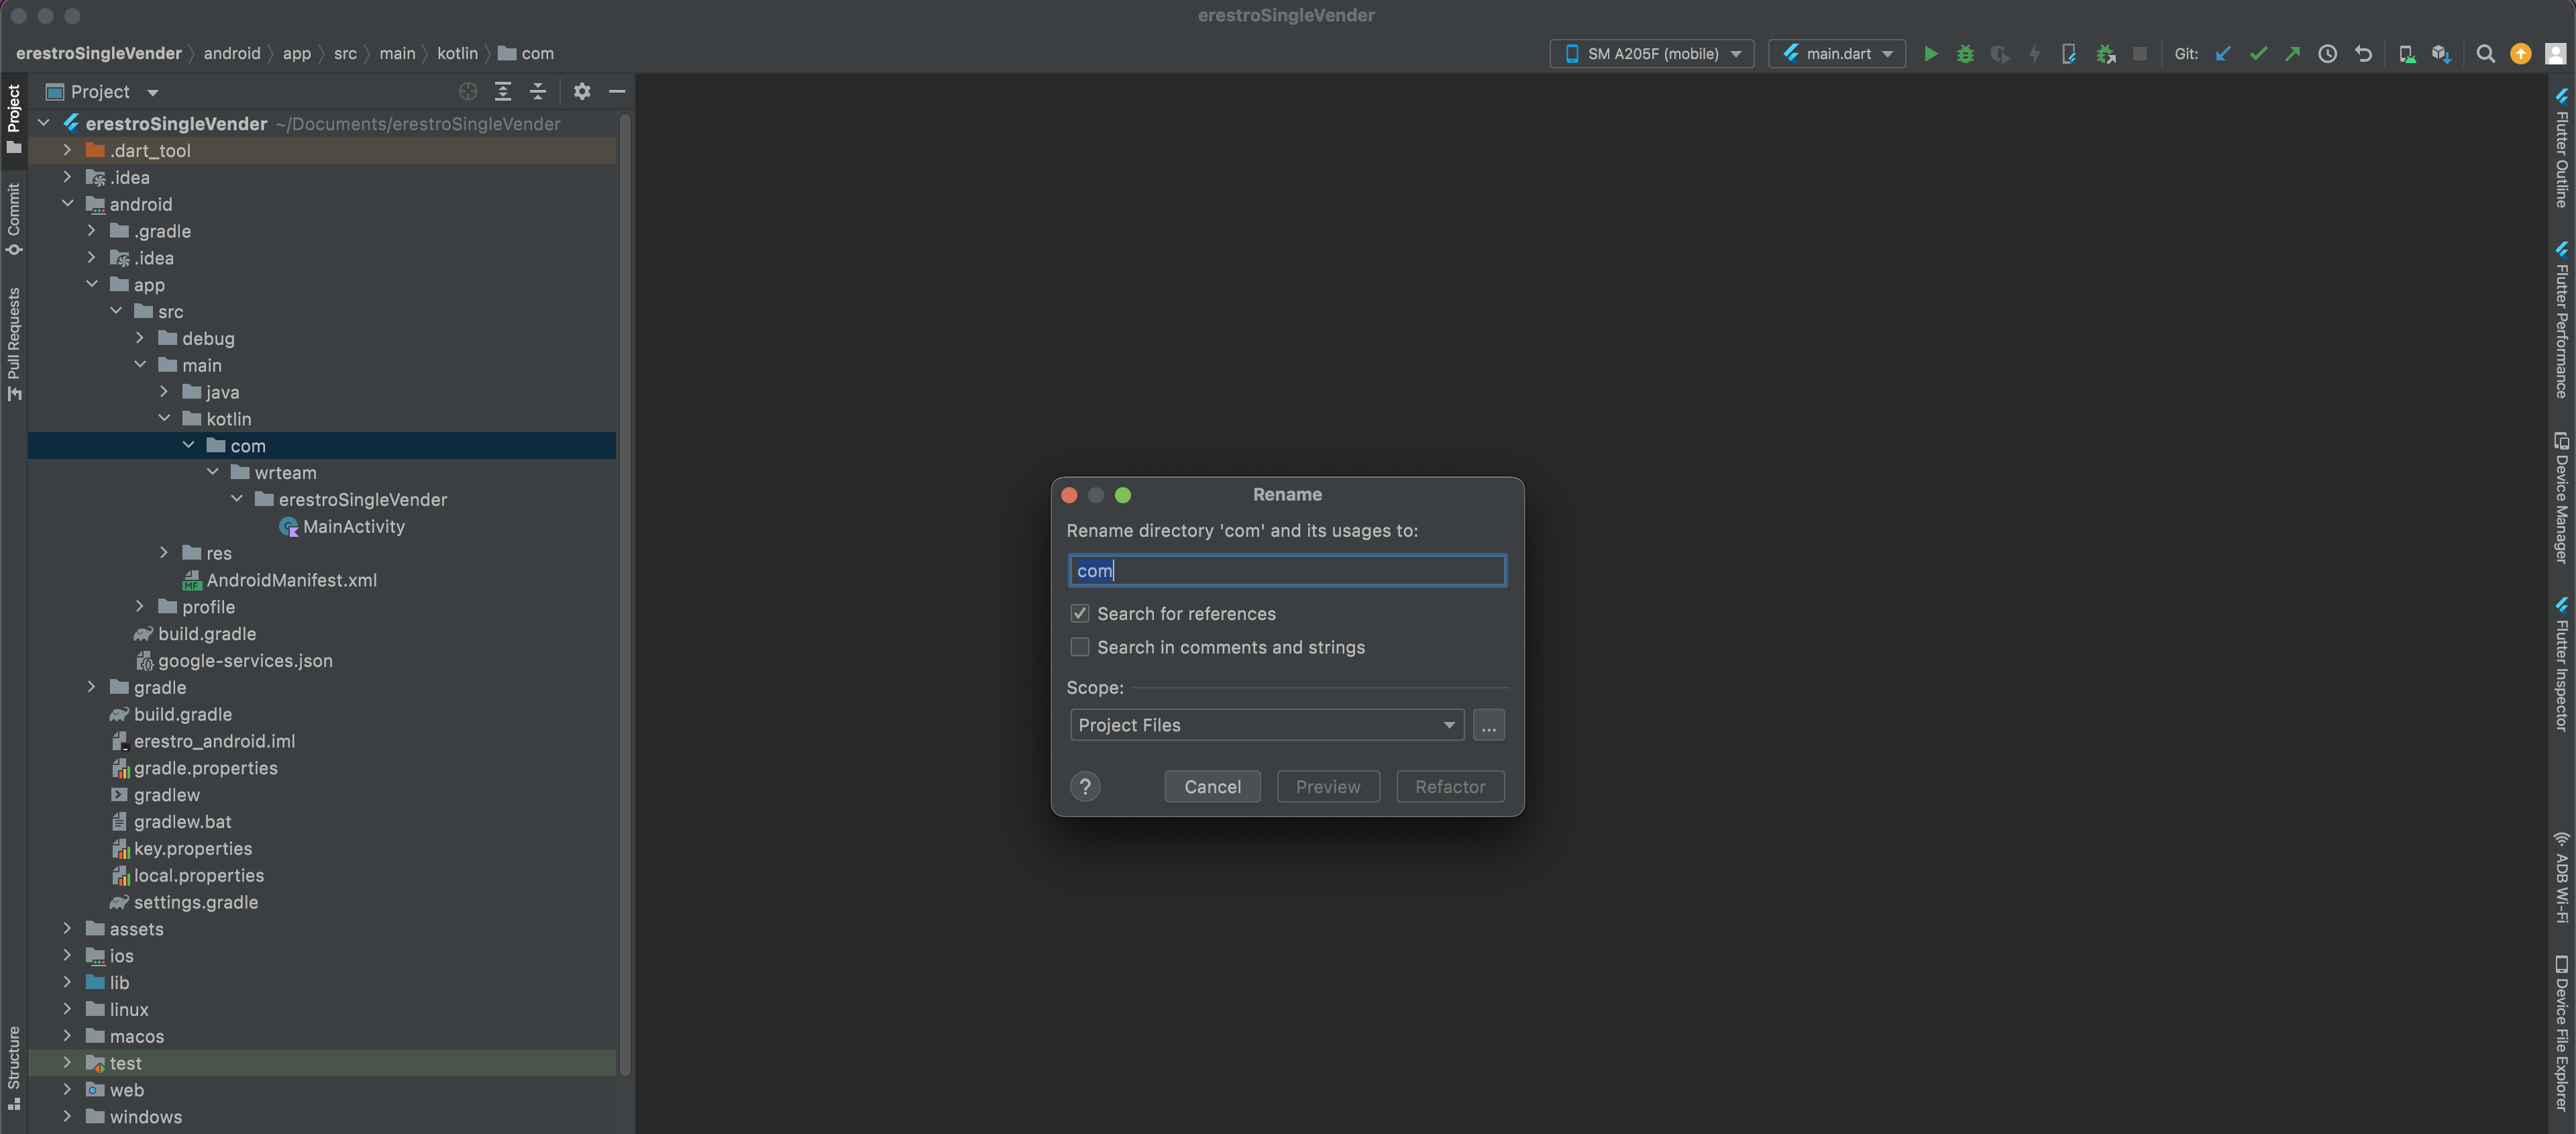 erestroSingleVender
erestroSingleVender android app src main kotlin com
SM A205F (mobile) main.dart Git:
Project
erestroSingleVender ~/Documents/erestroSingleVender
.dart_tool
.idea
android
.gradle
.idea
app
src
debug
main
java
kotlin
com
wrteam
erestroSingleVender
MainActivity
res
MF AndroidManifest.xml
profile
build.gradle
google-services.json
gradle
build.gradle
erestro_android.iml
gradle.properties
gradlew
gradlew.bat
key.properties
local.properties
settings.gradle
assets
ios
lib
linux
macos
test
web
windows
Project
Commit
Pull Requests
Structure
Rename
Rename directory 'com' and its usages to:
com
Search for references
Search in comments and strings
Scope:
Project Files ...
? Cancel Preview Refactor
Flutter Outline
Flutter Performance
Device Manager
Flutter Inspector
ADB Wi-Fi
Device File Explorer